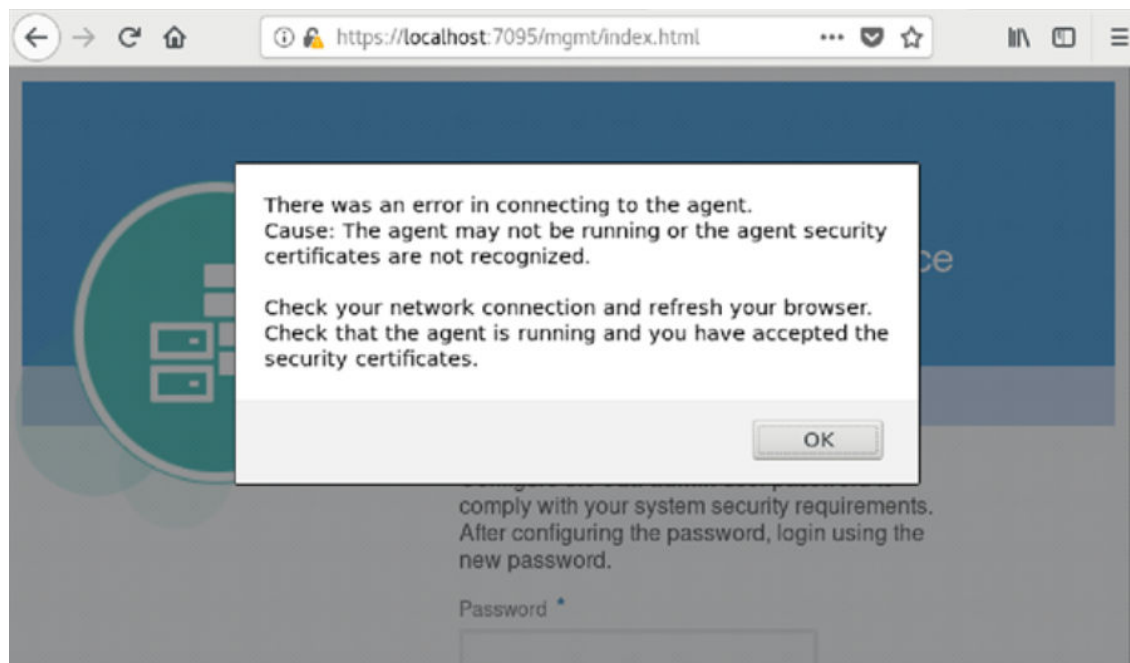 https://localhost:7095/mgmt/index.html
There was an error in connecting to the agent.
Cause: The agent may not be running or the agent security
certificates are not recognized.
ce
Check your network connection and refresh your browser.
Check that the agent is running and you have accepted the
security certificates.
OK
comply with your system security requirements.
After configuring the password, login using the
new password.
Password *